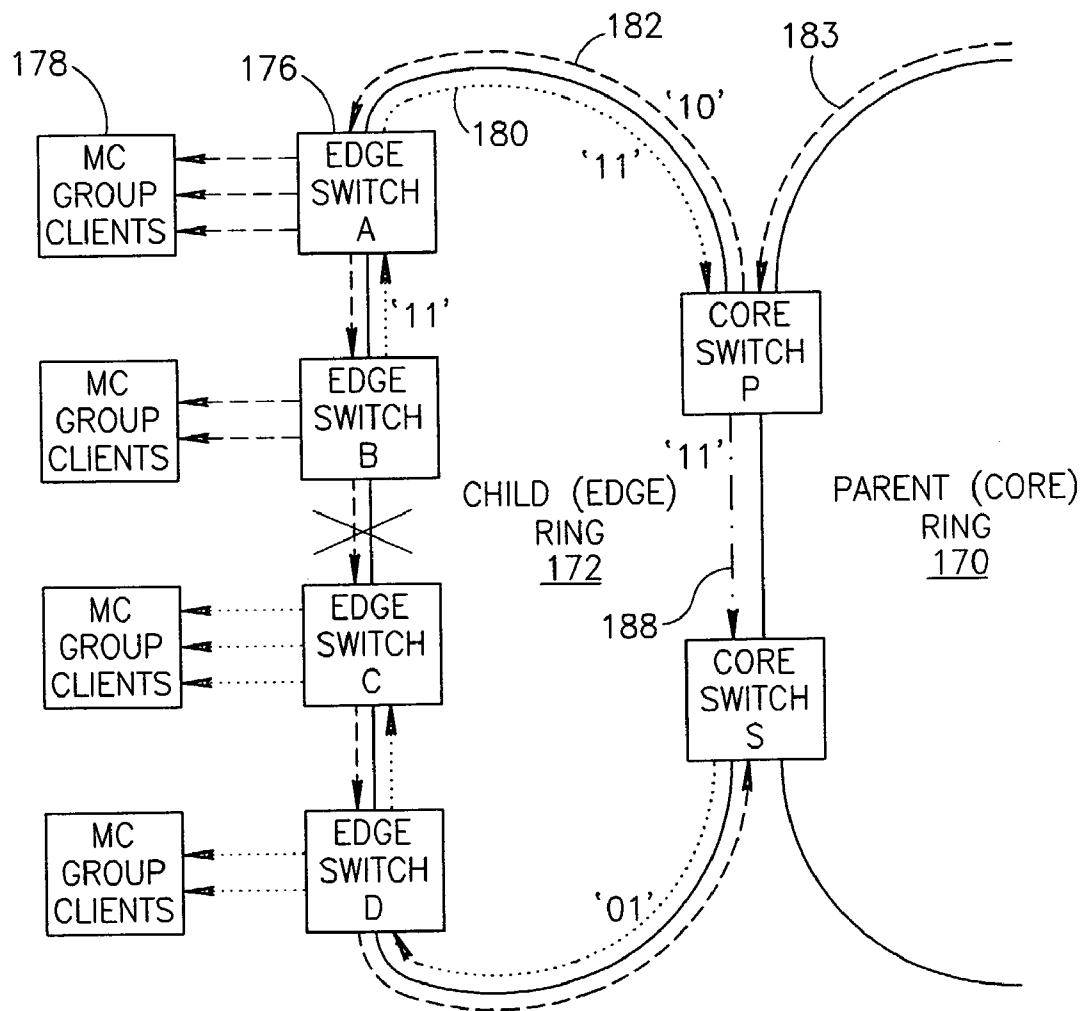 182
183
178
176
'10'
180
'11'
MC
GROUP
CLIENTS
EDGE
SWITCH
A
'11'
CORE
SWITCH
P
MC
GROUP
CLIENTS
EDGE
SWITCH
B
'11'
CHILD (EDGE)
RING
172
PARENT (CORE)
RING
170
MC
GROUP
CLIENTS
EDGE
SWITCH
C
188
CORE
SWITCH
S
MC
GROUP
CLIENTS
EDGE
SWITCH
D
'01'